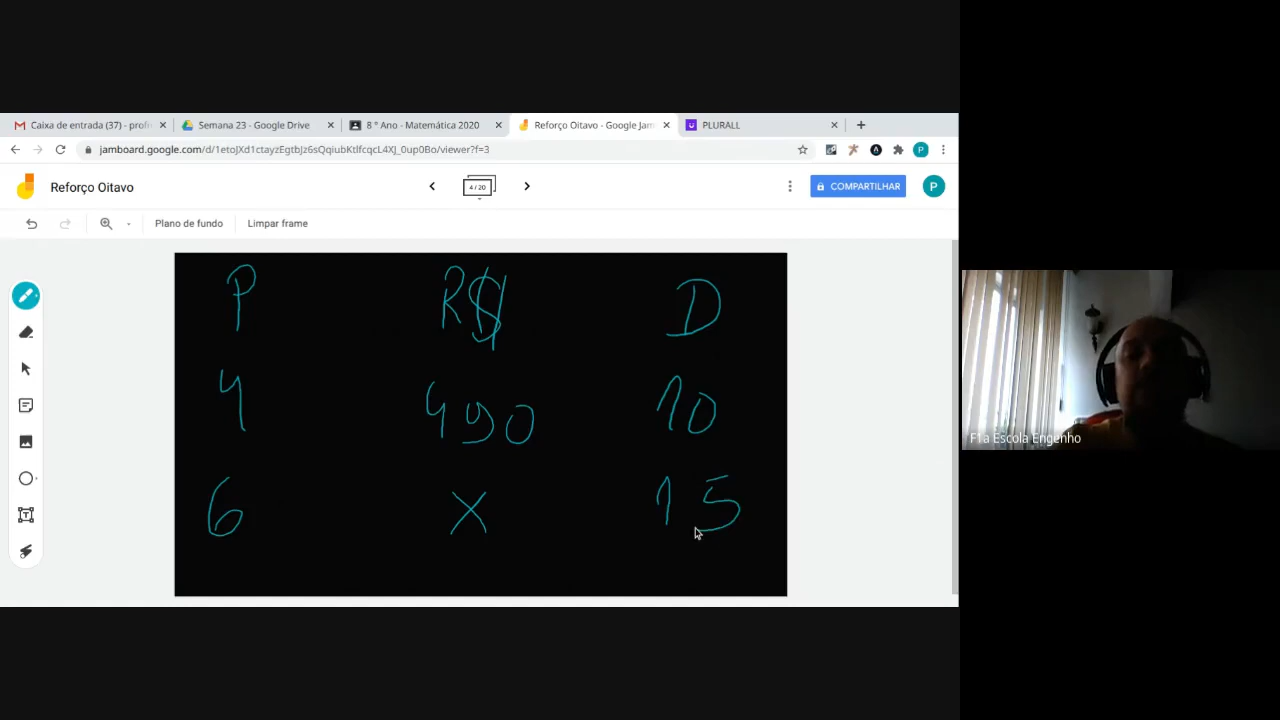 Caixa de entrada (37) - profi
Semana 23 - Google Drive
8 º Ano - Matemática 2020
Reforço Oitavo - Google Jam
PLURALL
jamboard.google.com/d/1etoJXd1ctayzEgtbJz6sQqiubKtlfcqcL4XJ_0up0Bo/viewer?f=3
P
Reforço Oitavo
4 / 20
COMPARTILHAR
P
Plano de fundo
Limpar frame
P R$ D
4 490 10
6 X 15
F1a Escola Engenho